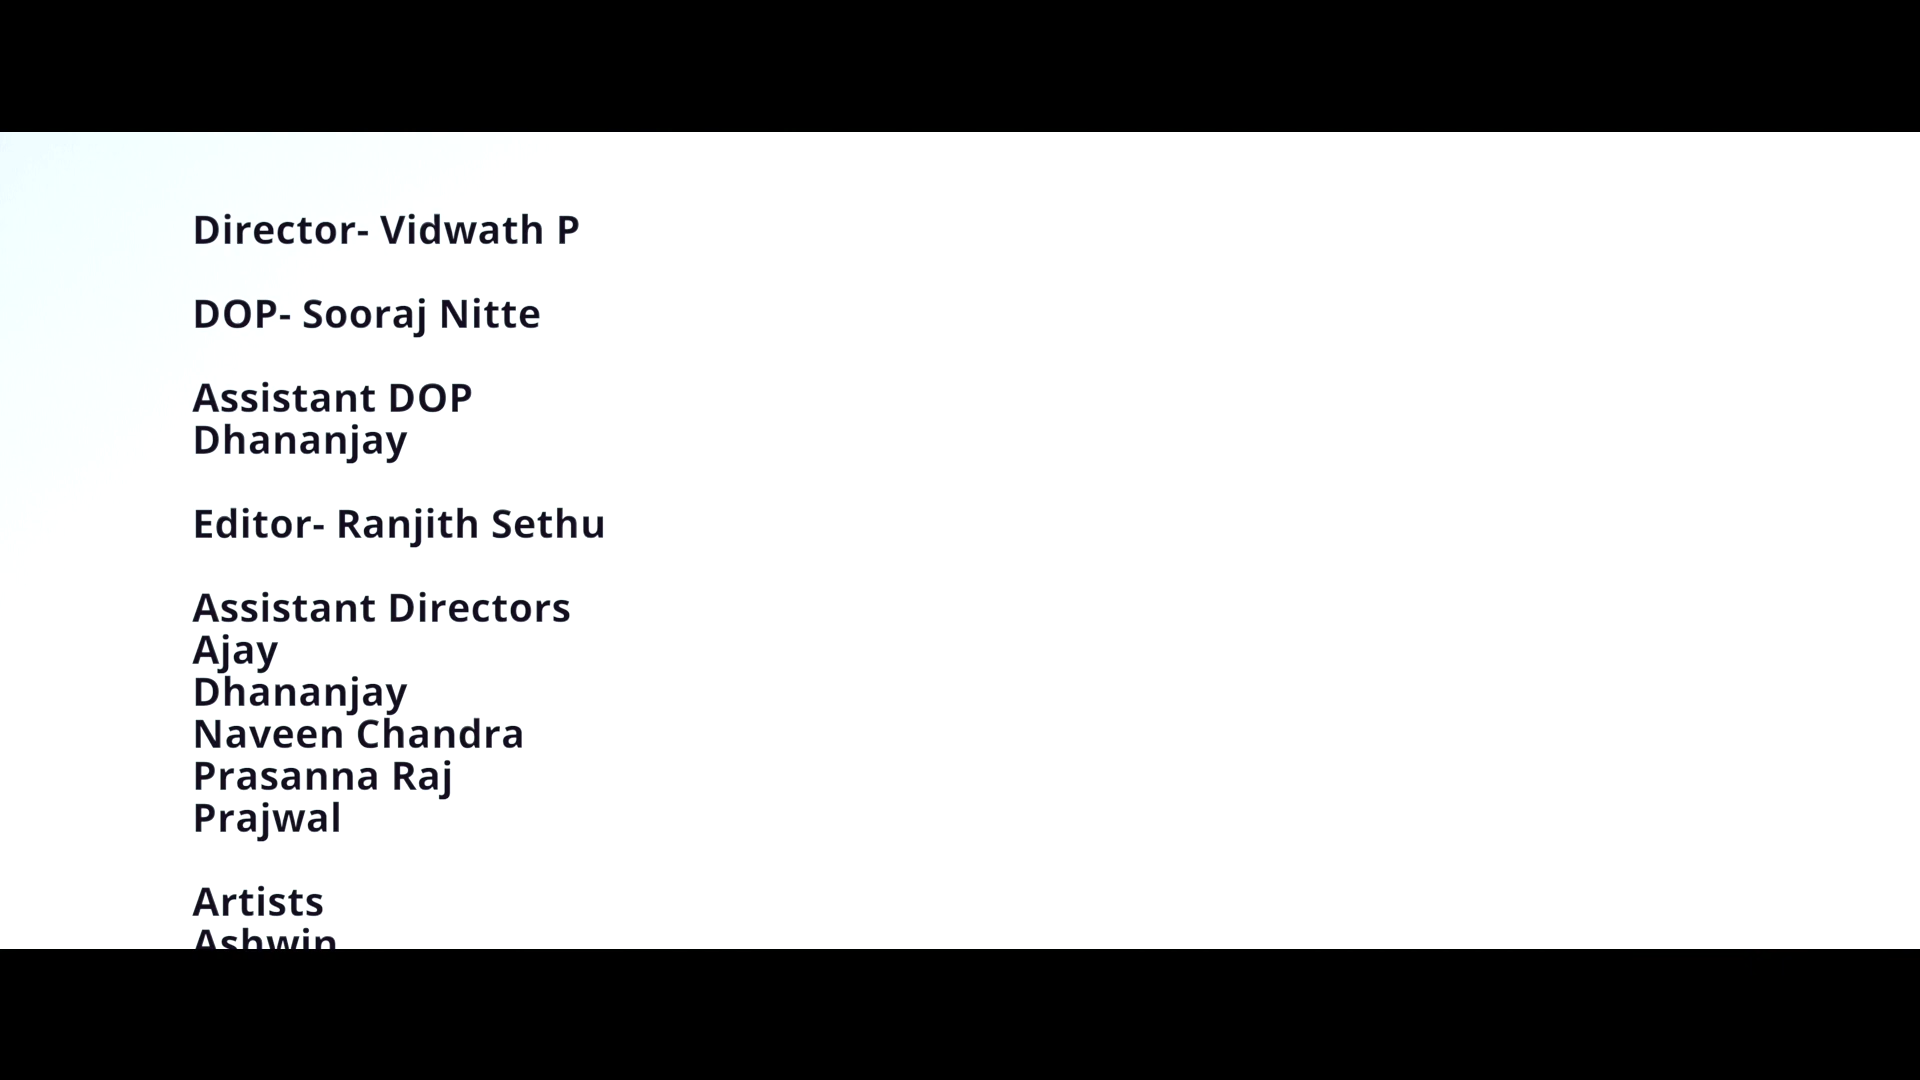 Director- Vidwath P
DOP- Sooraj Nitte
Assistant DOP
Dhananjay
Editor- Ranjith Sethu
Assistant Directors
Ajay
Dhananjay
Naveen Chandra
Prasanna Raj
Prajwal
Artists
Ashwin